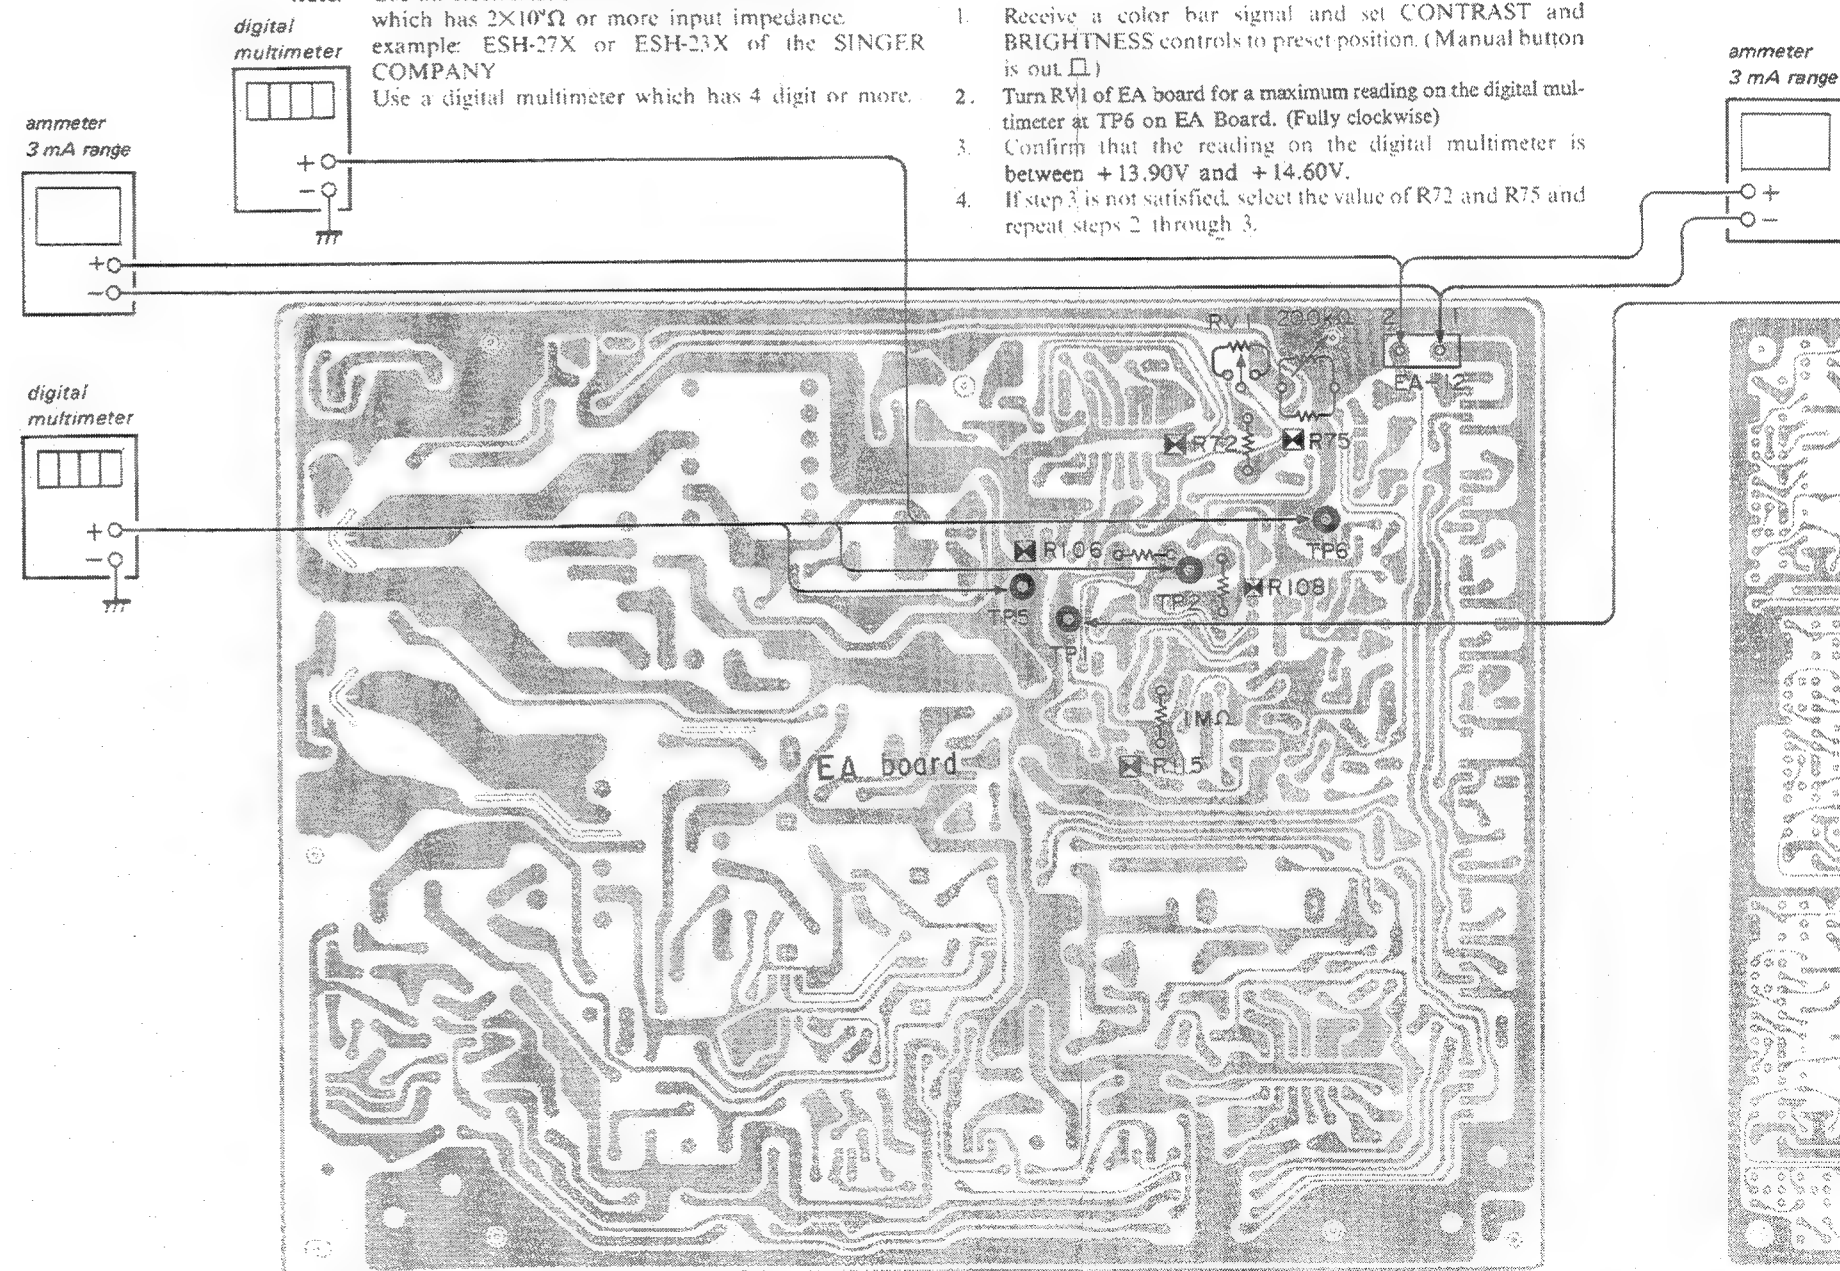 digital
multimeter
which has 2×10⁹Ω or more input impedance.
example: ESH-27X or ESH-23X of the SINGER
COMPANY
Use a digital multimeter which has 4 digit or more.
1. Receive a color bar signal and set CONTRAST and
BRIGHTNESS controls to preset position. (Manual button
is out.)
2. Turn RV1 of EA board for a maximum reading on the digital mul-
timeter at TP6 on EA Board. (Fully clockwise)
3. Confirm that the reading on the digital multimeter is
between +13.90V and +14.60V.
4. If step 3 is not satisfied, select the value of R72 and R75 and
repeat steps 2 through 3.
ammeter
3 mA range
+
−
ammeter
3 mA range
+
−
+
−
digital
multimeter
+
−
RV1 200kΩ 2 1
EA-12
R72 R75
R106 TP6
TP2 R108
TP5
TP1
1MΩ
R115
EA board